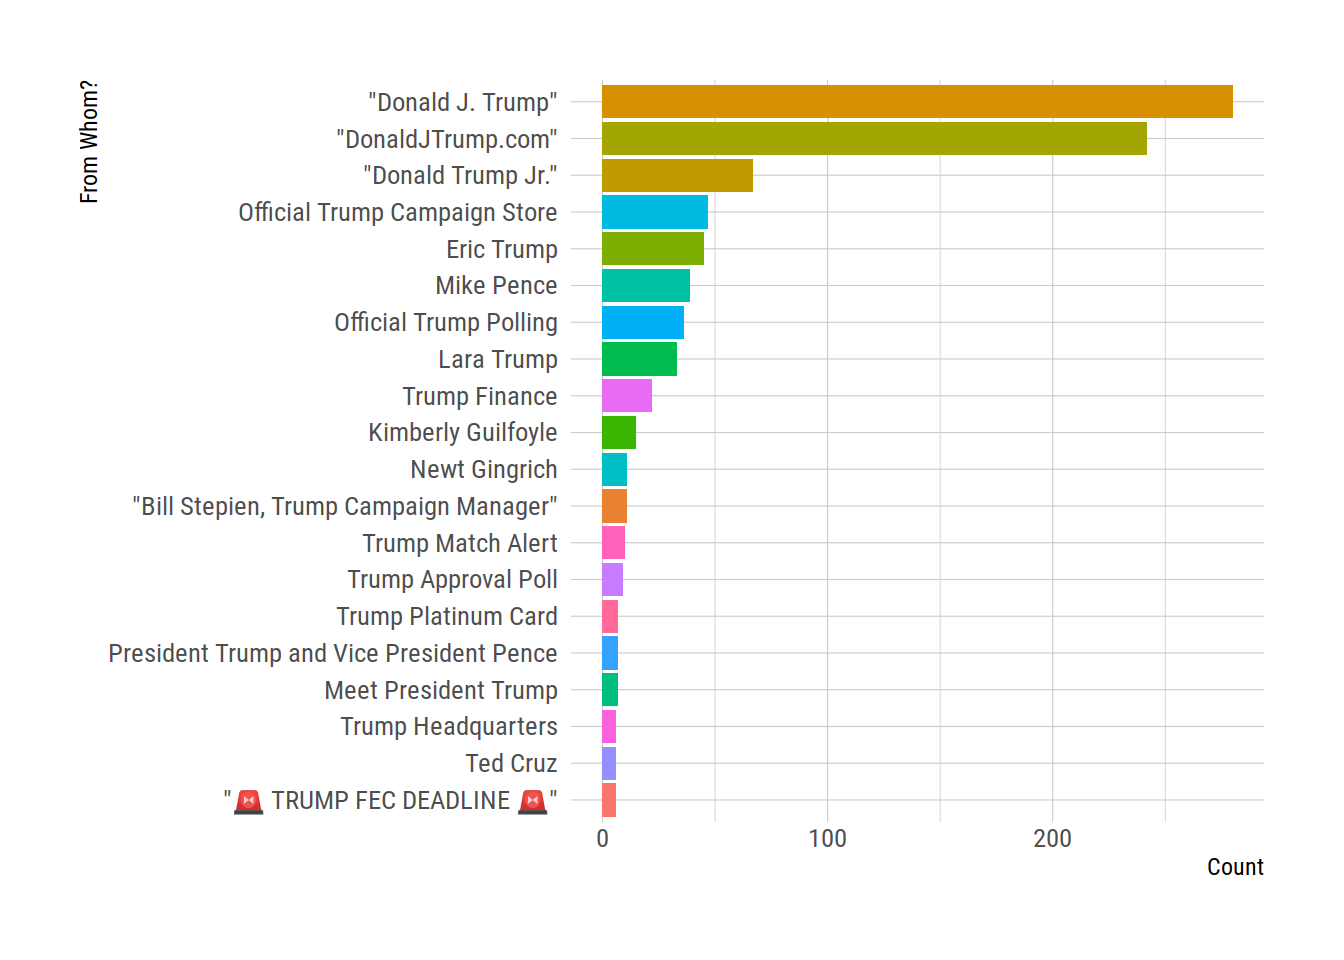 From Whom?
"Donald J. Trump"
"DonaldJTrump.com"
"Donald Trump Jr."
Official Trump Campaign Store
Eric Trump
Mike Pence
Official Trump Polling
Lara Trump
Trump Finance
Kimberly Guilfoyle
Newt Gingrich
"Bill Stepien, Trump Campaign Manager"
Trump Match Alert
Trump Approval Poll
Trump Platinum Card
President Trump and Vice President Pence
Meet President Trump
Trump Headquarters
Ted Cruz
"🚨 TRUMP FEC DEADLINE 🚨"
0 100 200
Count